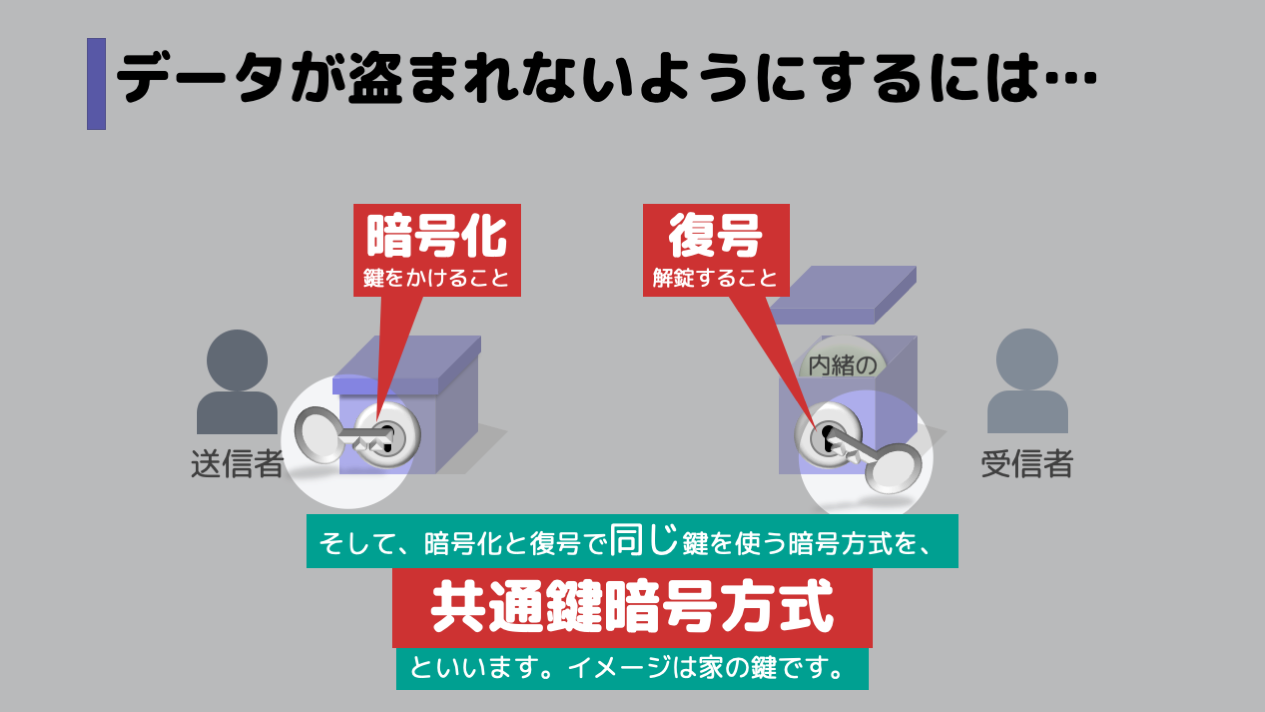 データが盗まれないようにするには…
暗号化
鍵をかけること
復号
解錠すること
内緒の
送信者
受信者
そして、暗号化と復号で同じ鍵を使う暗号方式を、
共通鍵暗号方式
といいます。イメージは家の鍵です。